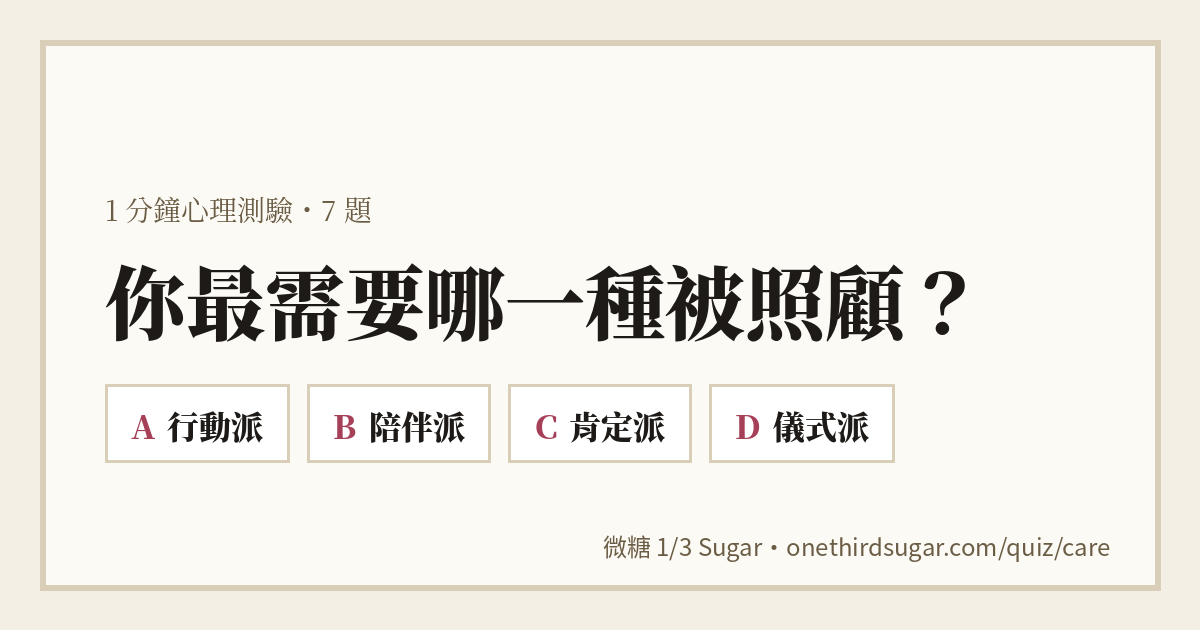 1 分鐘心理測驗・7 題
你最需要哪一種被照顧？
A 行動派 B 陪伴派 C 肯定派 D 儀式派
微糖 1/3 Sugar・onethirdsugar.com/quiz/care